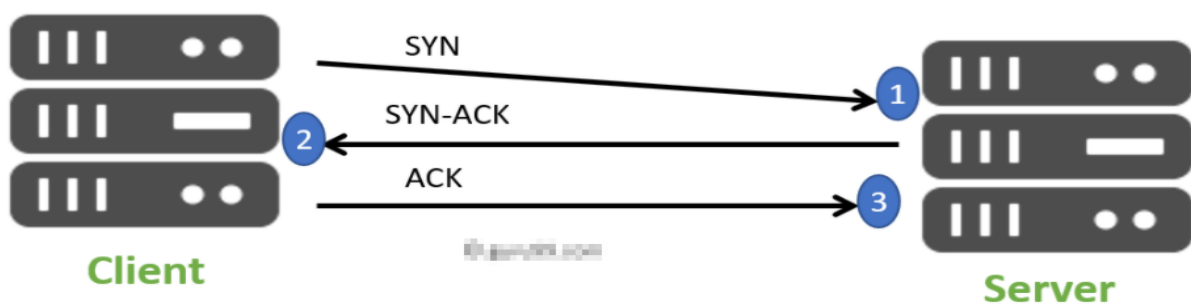 SYN
1
SYN-ACK
2
ACK
3
Client
Server